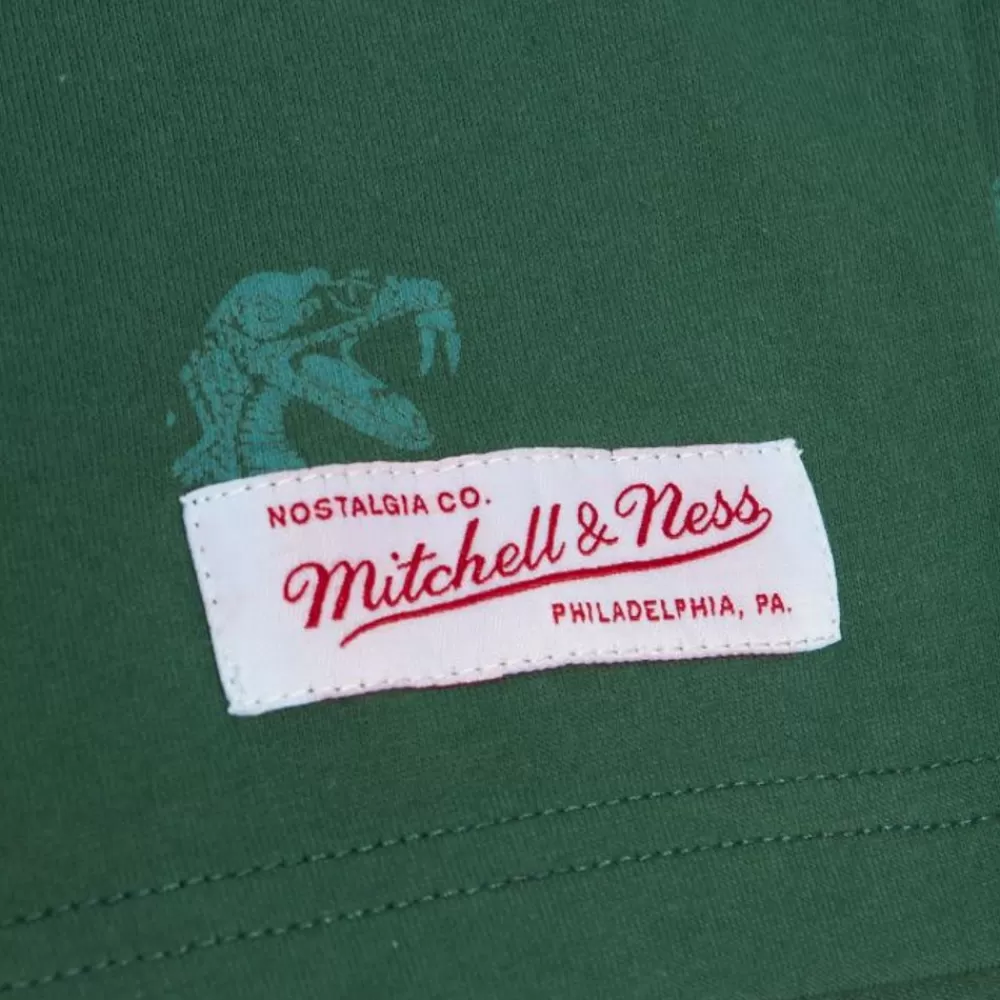 NOSTALGIA CO.
Mitchell & Ness
PHILADELPHIA, PA.